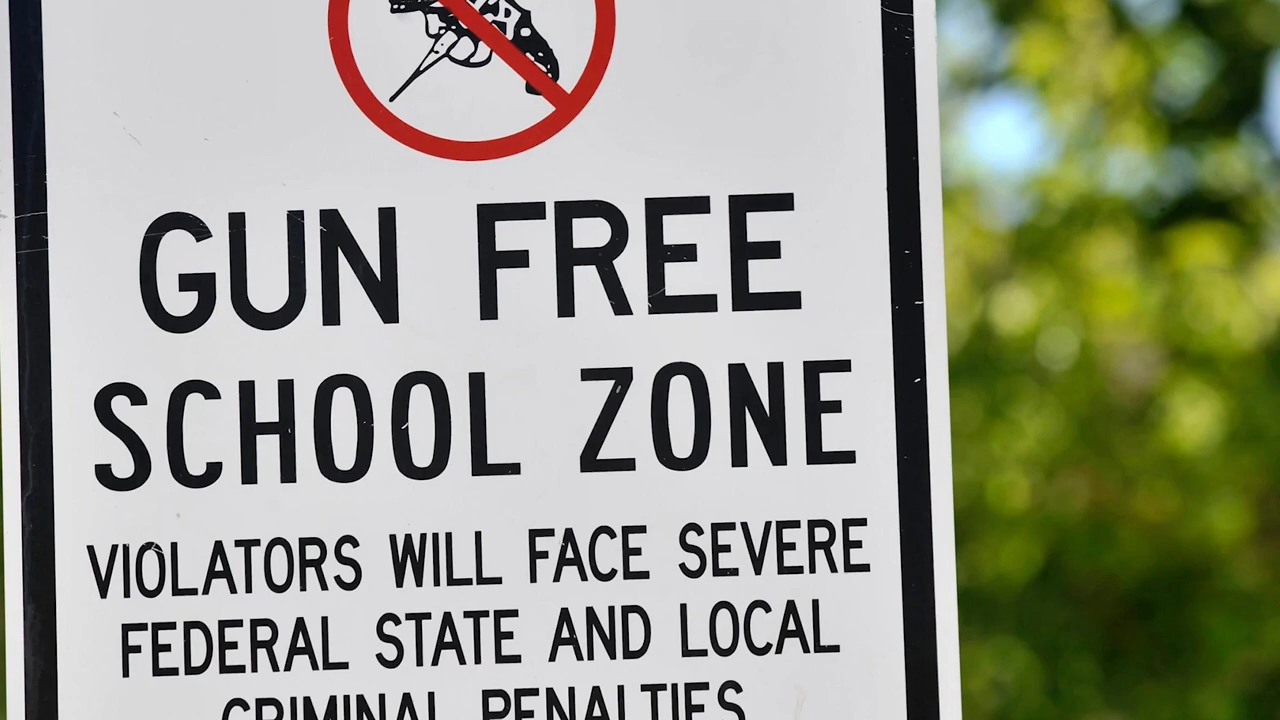 GUN FREE
SCHOOL ZONE
VIOLATORS WILL FACE SEVERE
FEDERAL STATE AND LOCAL
CRIMINAL PENALTIES